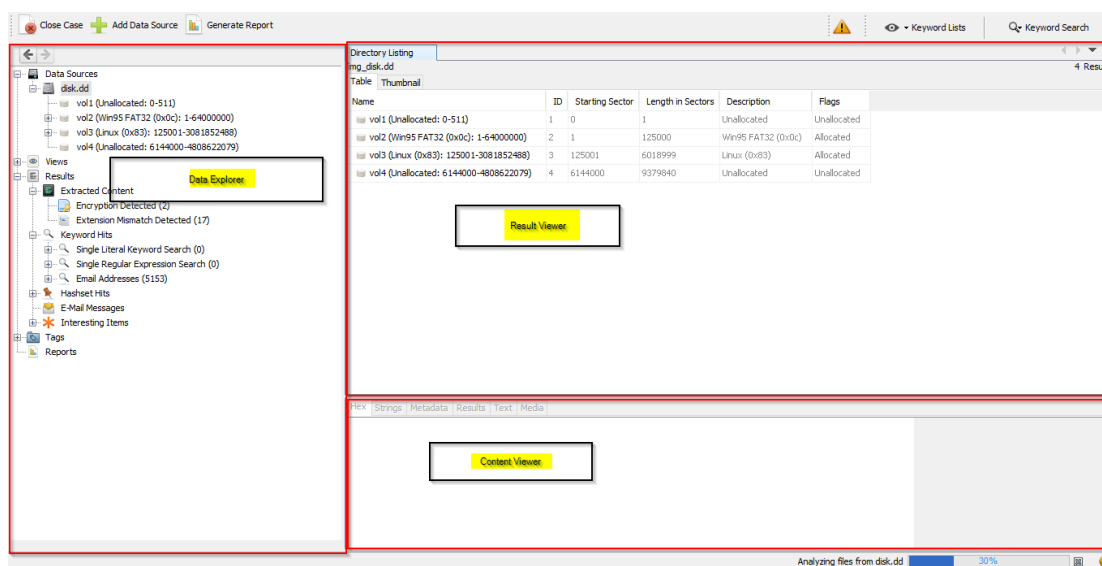 Close Case Add Data Source Generate Report Keyword Lists Keyword Search
Data Sources
disk.dd
vol1 (Unallocated: 0-511)
vol2 (Win95 FAT32 (0x0c): 1-64000000)
vol3 (Linux (0x83): 125001-3081852488)
vol4 (Unallocated: 6144000-4808622079)
Views
Results
Extracted Content
Encryption Detected (2)
Extension Mismatch Detected (17)
Keyword Hits
Single Literal Keyword Search (0)
Single Regular Expression Search (0)
Email Addresses (5153)
Hashset Hits
E-Mail Messages
Interesting Items
Tags
Reports
Data Explorer
Directory Listing
img_disk.dd 4 Resu
Table Thumbnail
Name ID Starting Sector Length in Sectors Description Flags
vol1 (Unallocated: 0-511) 1 0 1 Unallocated Unallocated
vol2 (Win95 FAT32 (0x0c): 1-64000000) 2 1 125000 Win95 FAT32 (0x0c) Allocated
vol3 (Linux (0x83): 125001-3081852488) 3 125001 6018999 Linux (0x83) Allocated
vol4 (Unallocated: 6144000-4808622079) 4 6144000 9379840 Unallocated Unallocated
Result Viewer
Hex Strings Metadata Results Text Media
Content Viewer
Analyzing files from disk.dd 30%